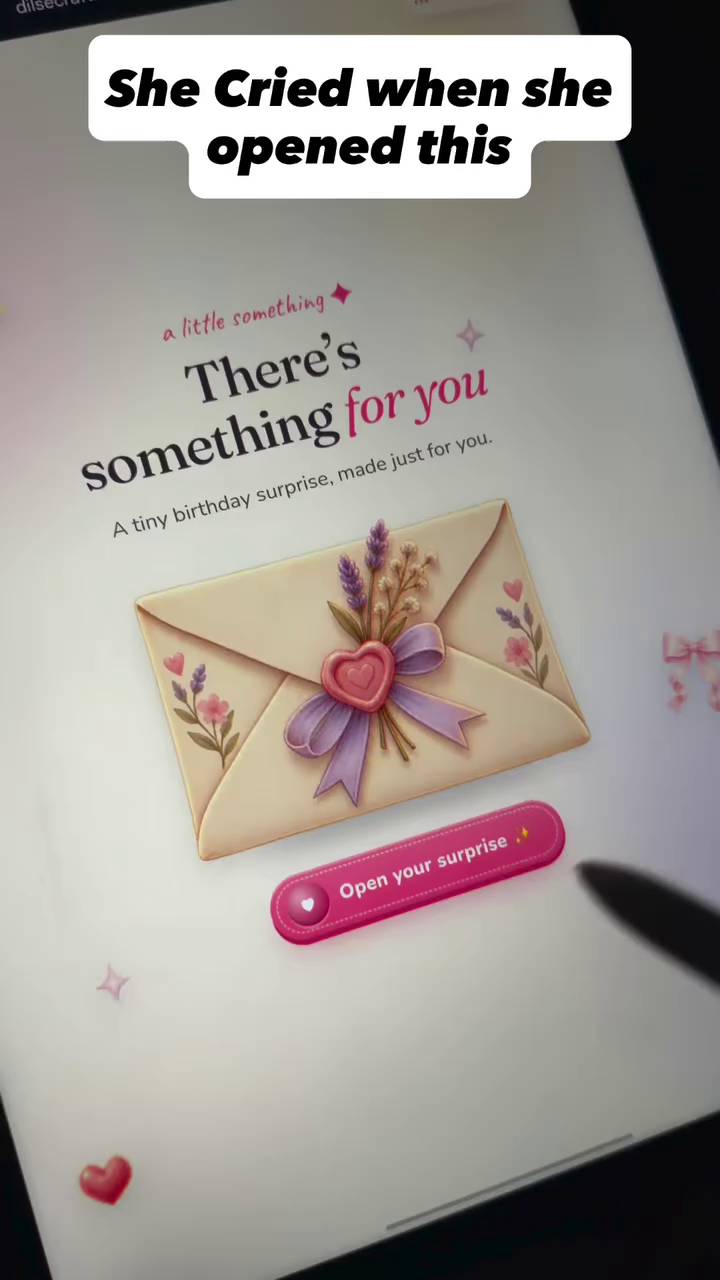 She Cried when she
opened this
a little something
There's
something for you
A tiny birthday surprise, made just for you.
Open your surprise ✨